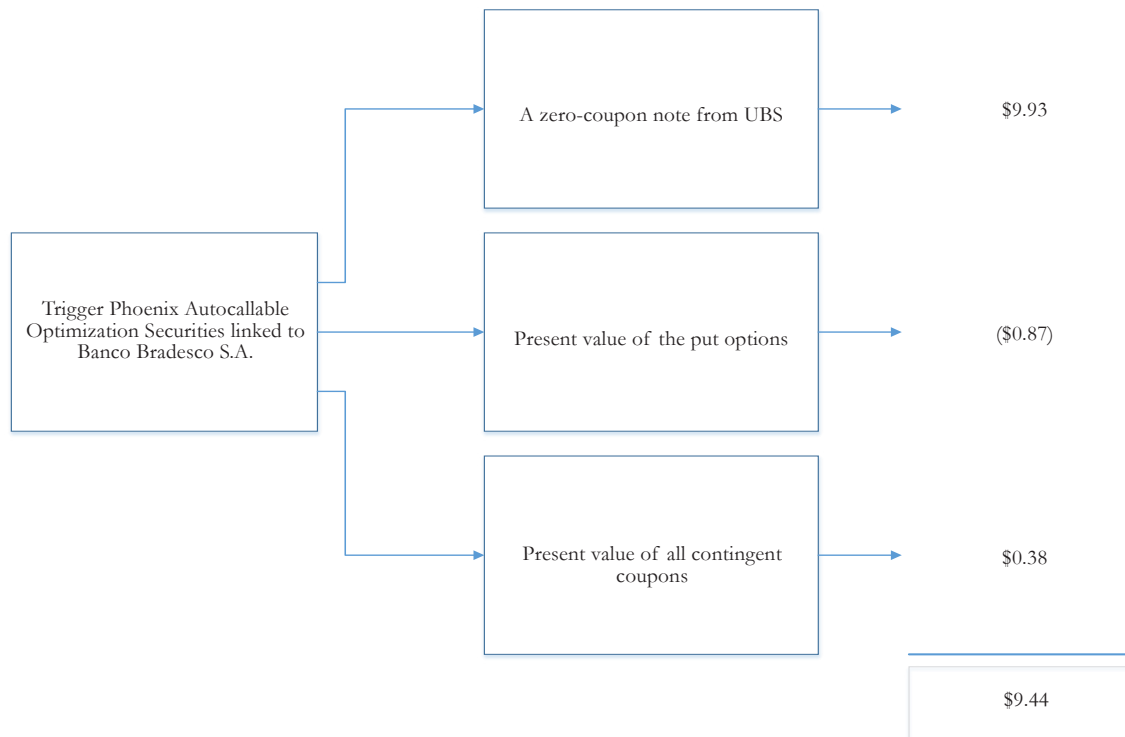 A zero-coupon note from UBS
$9.93
Trigger Phoenix Autocallable
Optimization Securities linked to
Banco Bradesco S.A.
Present value of the put options
($0.87)
Present value of all contingent
coupons
$0.38
$9.44